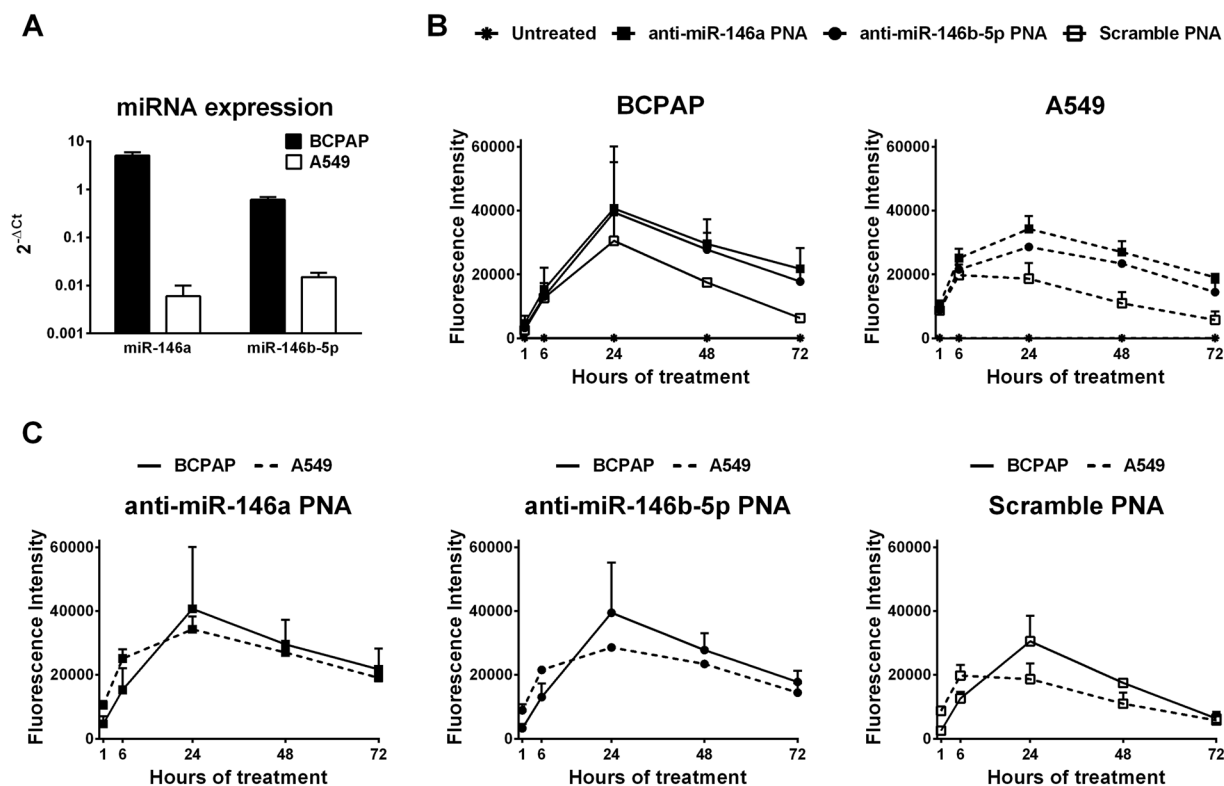 A
miRNA expression
BCPAP
A549
10
1
0.1
0.01
0.001
2^-ΔCt
miR-146a
miR-146b-5p
B
Untreated
anti-miR-146a PNA
anti-miR-146b-5p PNA
Scramble PNA
BCPAP
60000
40000
20000
0
Fluorescence Intensity
1 6 24 48 72
Hours of treatment
A549
60000
40000
20000
0
Fluorescence Intensity
1 6 24 48 72
Hours of treatment
C
BCPAP A549
anti-miR-146a PNA
60000
40000
20000
0
Fluorescence Intensity
1 6 24 48 72
Hours of treatment
BCPAP A549
anti-miR-146b-5p PNA
60000
40000
20000
0
Fluorescence Intensity
1 6 24 48 72
Hours of treatment
BCPAP A549
Scramble PNA
60000
40000
20000
0
Fluorescence Intensity
1 6 24 48 72
Hours of treatment